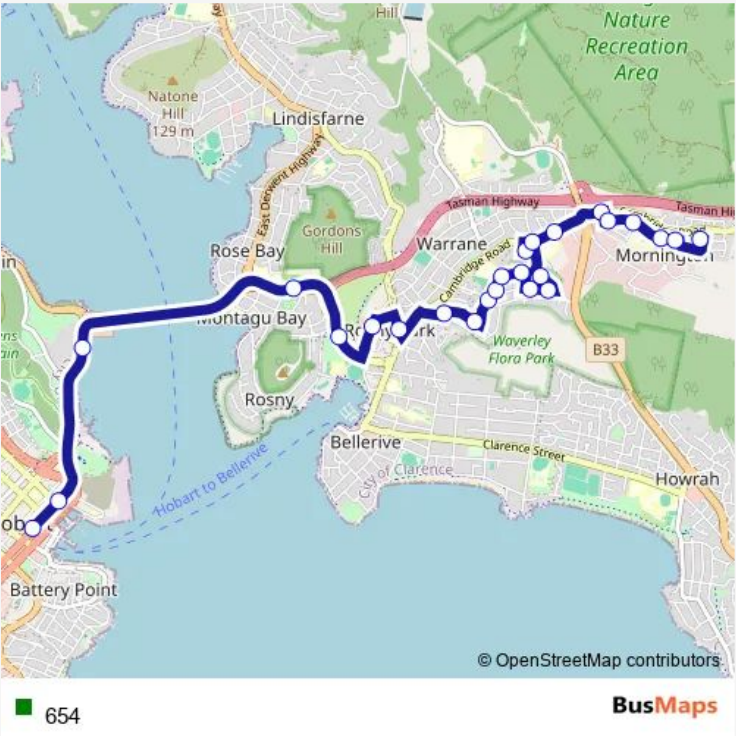 Hill
Nature
Recreation
Area
Natone
Hill
129 m
Lindisfarne
East Derwent Highway
Tasman Highway
Tasman Hi
Gordons
Hill
Rose Bay
Warrane
Cambridge Road
Mornington
in
Montagu Bay
Waverley
Flora Park
B33
Rosny
Bellerive
Clarence Street
City of Clarence
Howrah
Hobart to Bellerive
Battery Point
© OpenStreetMap contributors
654
BusMaps